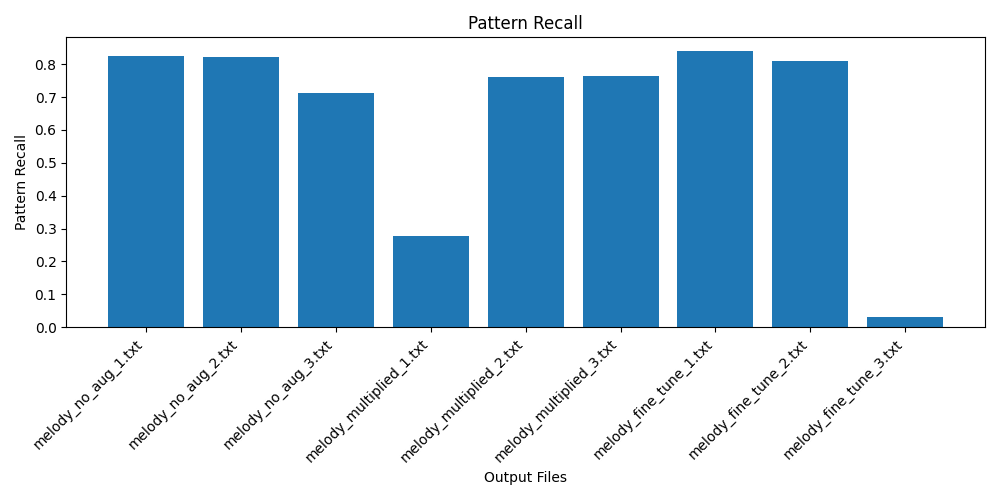 Pattern Recall
Pattern Recall
0.8
0.7
0.6
0.5
0.4
0.3
0.2
0.1
0.0
melody_no_aug_1.txt
melody_no_aug_2.txt
melody_no_aug_3.txt
melody_multiplied_1.txt
melody_multiplied_2.txt
melody_multiplied_3.txt
melody_fine_tune_1.txt
melody_fine_tune_2.txt
melody_fine_tune_3.txt
Output Files